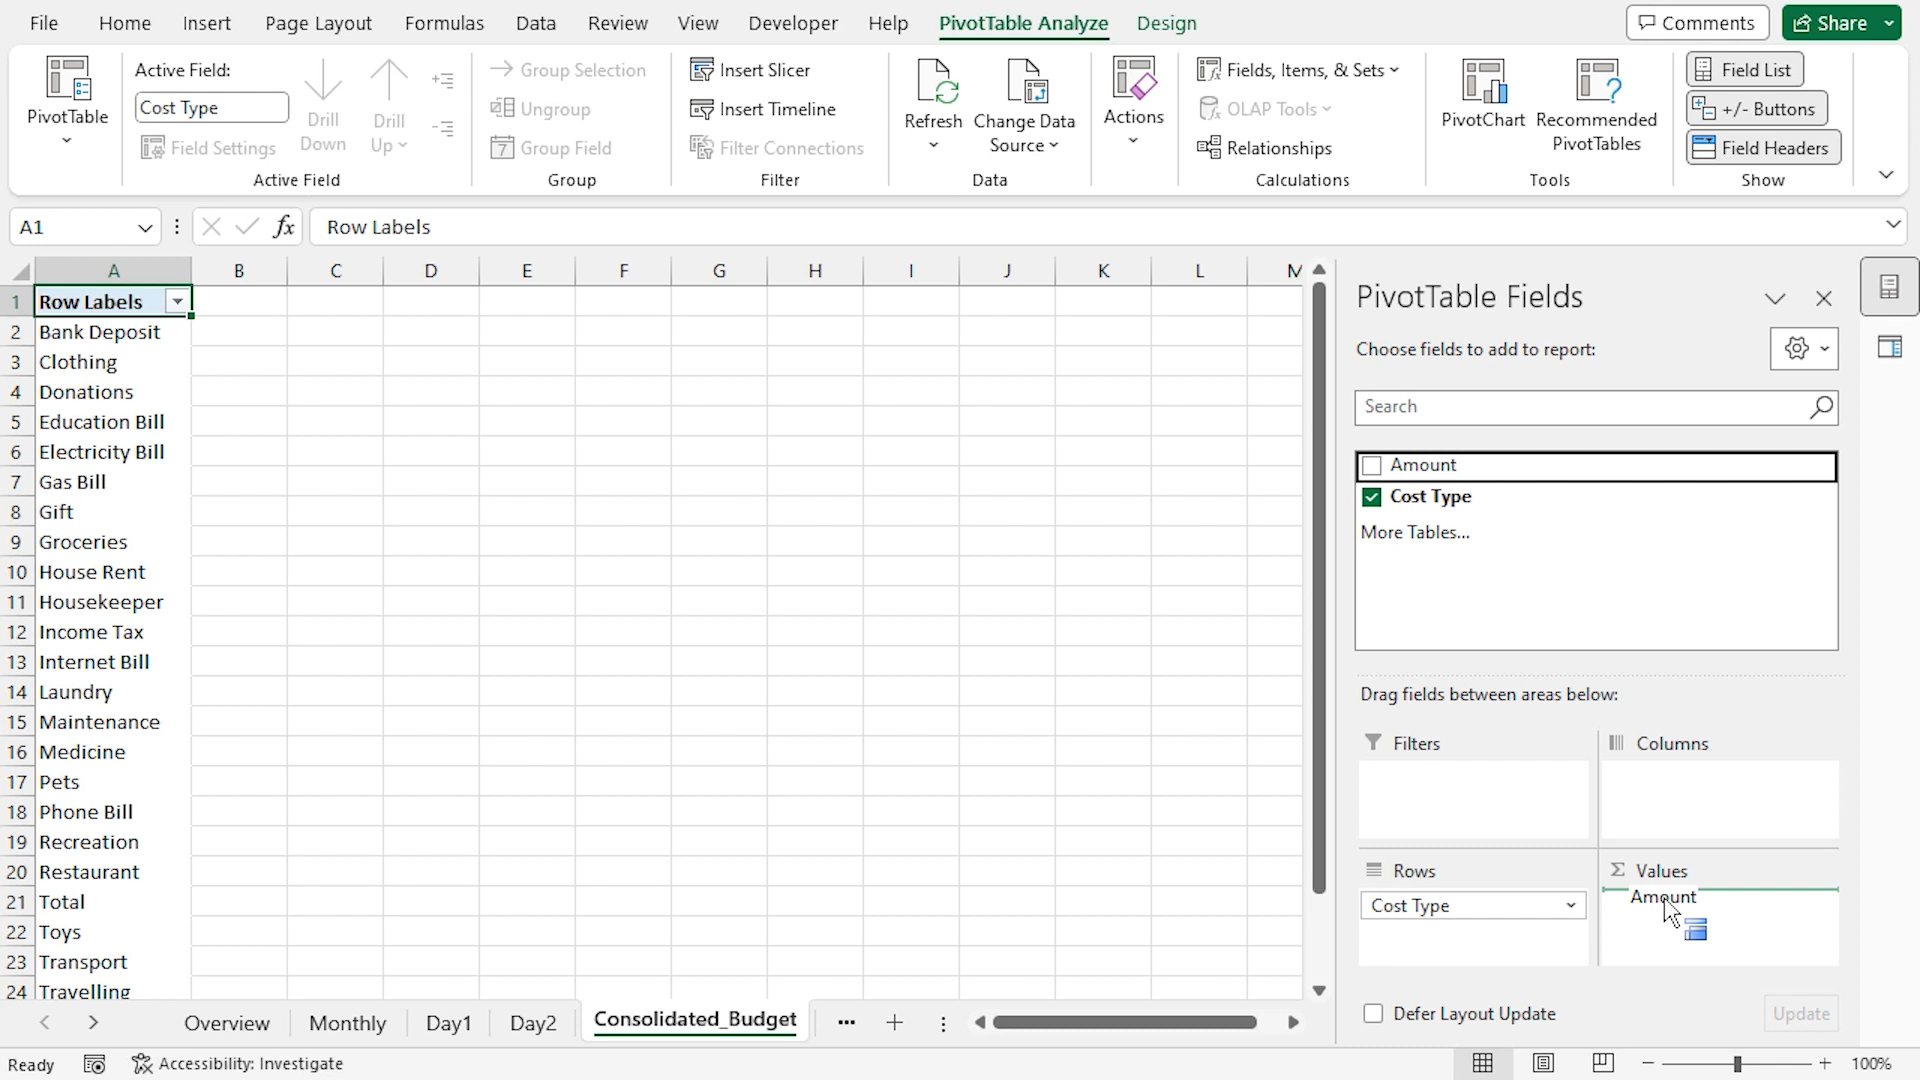 File Home Insert Page Layout Formulas Data Review View Developer Help PivotTable Analyze Design Comments Share
PivotTable
Active Field:
Cost Type
Field Settings
Drill Down
Drill Up
Active Field
Group Selection
Ungroup
7 Group Field
Group
Insert Slicer
Insert Timeline
Filter Connections
Filter
Refresh
Change Data Source
Data
Actions
Fields, Items, & Sets
OLAP Tools
Relationships
Calculations
PivotChart
Recommended PivotTables
Tools
Field List
+/- Buttons
Field Headers
Show
A1 fx Row Labels
A B C D E F G H I J K L M
1 Row Labels
2 Bank Deposit
3 Clothing
4 Donations
5 Education Bill
6 Electricity Bill
7 Gas Bill
8 Gift
9 Groceries
10 House Rent
11 Housekeeper
12 Income Tax
13 Internet Bill
14 Laundry
15 Maintenance
16 Medicine
17 Pets
18 Phone Bill
19 Recreation
20 Restaurant
21 Total
22 Toys
23 Transport
24 Travelling
PivotTable Fields
Choose fields to add to report:
Search
Amount
Cost Type
More Tables...
Drag fields between areas below:
Filters
Columns
Rows
Σ Values
Cost Type
Amount
Defer Layout Update
Update
Overview Monthly Day1 Day2 Consolidated_Budget ...
Ready Accessibility: Investigate 100%